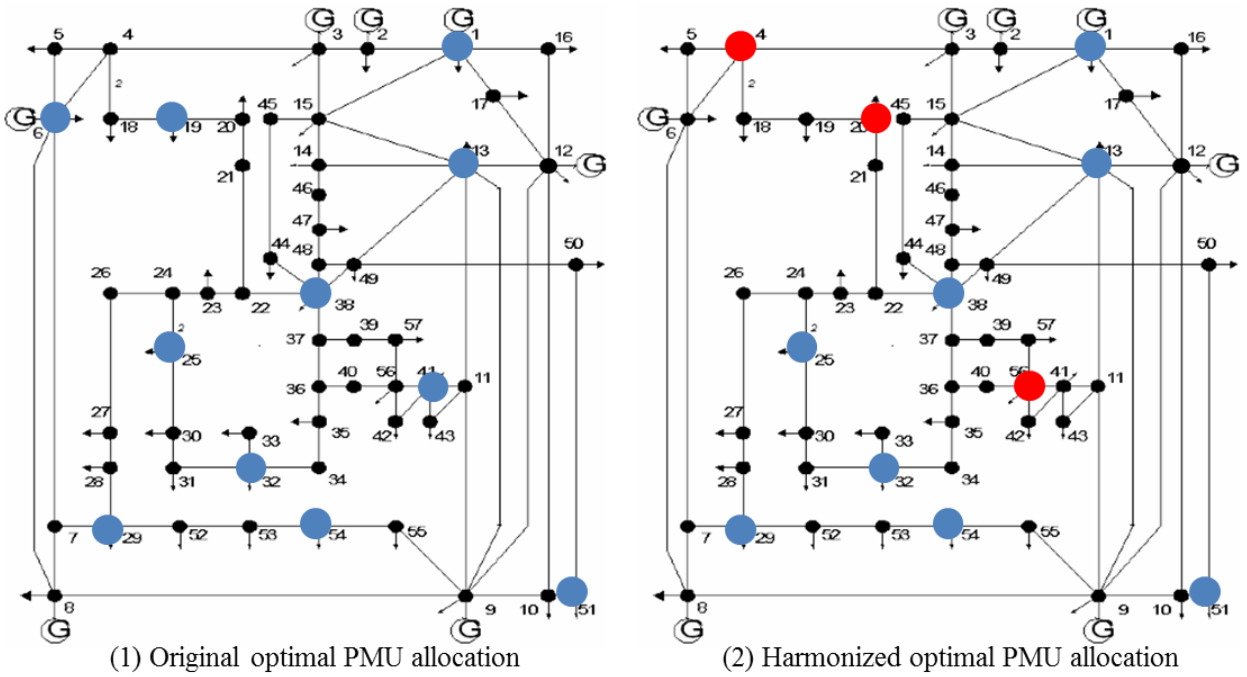 G G G
5 4 3 2 1 16
2 17
G 6 18 19 20 45 15
14 13 12 G
21 46
47
44 48 50
26 24 49
23 22 38
2
25
37 39 57
36 40 56 41 11
35 42 43
27 30 33
28 31 32 34
7 29 52 53 54 55
8 9 10 51
G G
(1) Original optimal PMU allocation
G G G
5 4 3 2 1 16
2 17
G 6 18 19 20 45 15
14 13 12 G
21 46
47
44 48 50
26 24 49
23 22 38
2
25
37 39 57
36 40 56 41 11
35 42 43
27 30 33
28 31 32 34
7 29 52 53 54 55
8 9 10 51
G G
(2) Harmonized optimal PMU allocation